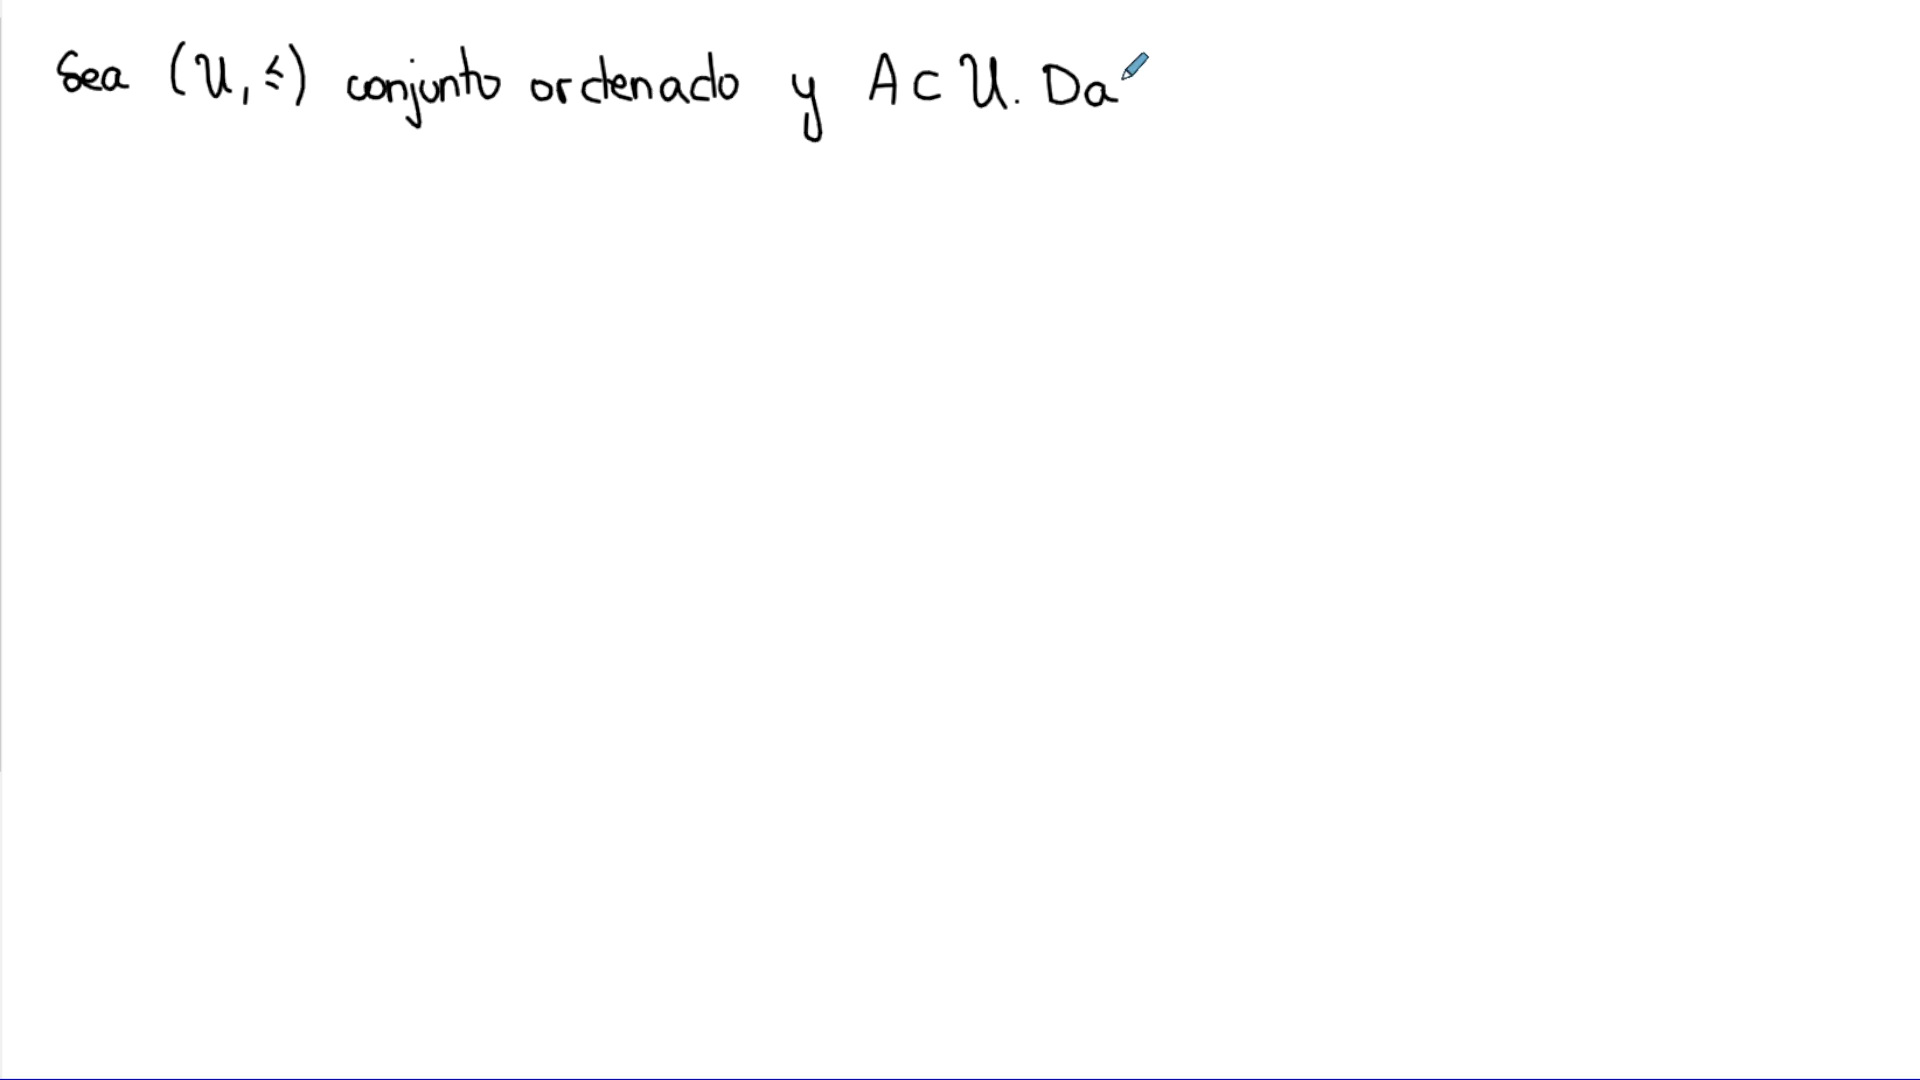 Sea (U, ≤) conjunto ordenado y A ⊂ U. Da